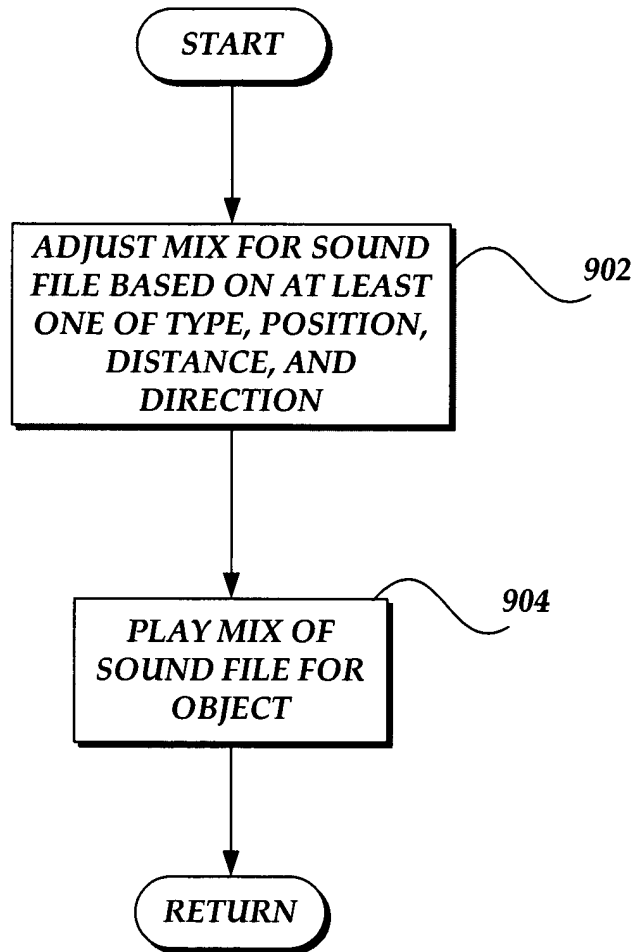 START
ADJUST MIX FOR SOUND
FILE BASED ON AT LEAST
ONE OF TYPE, POSITION,
DISTANCE, AND
DIRECTION
902
PLAY MIX OF
SOUND FILE FOR
OBJECT
904
RETURN